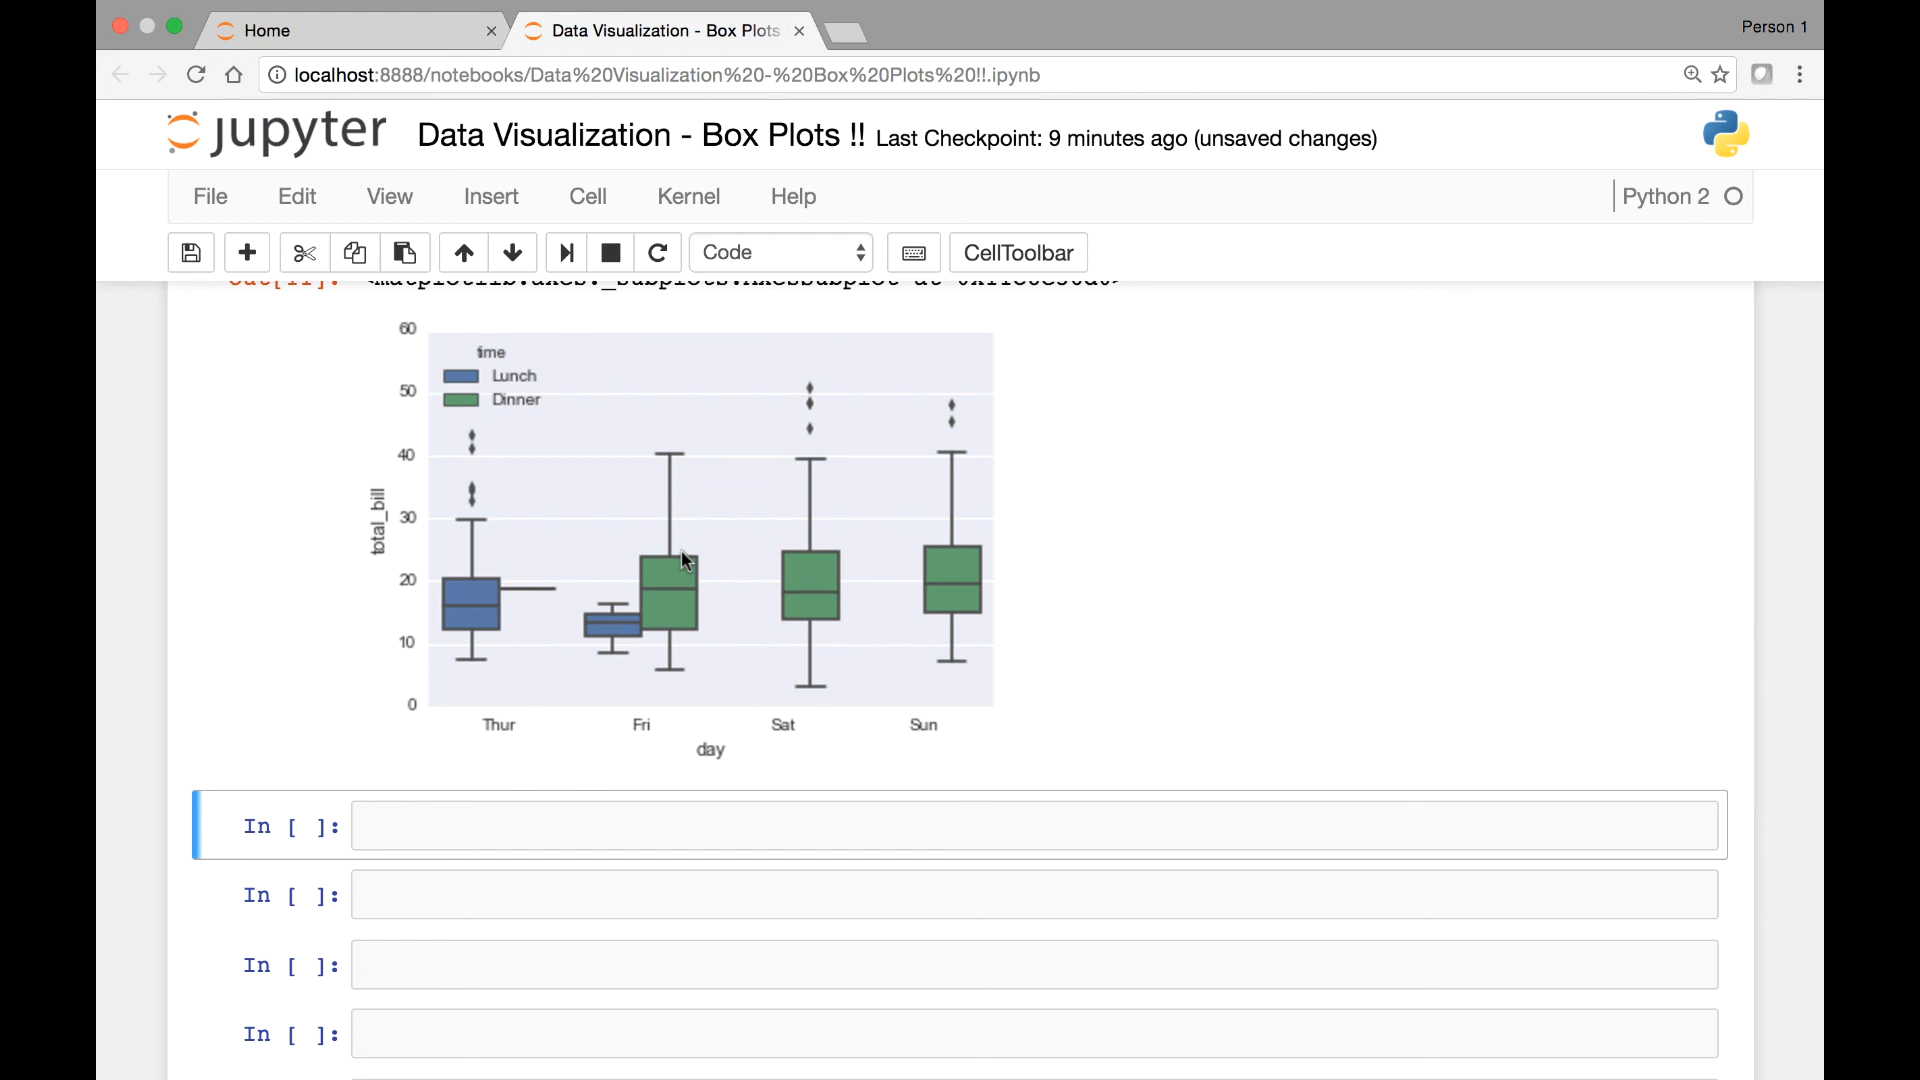 Home
Data Visualization - Box Plots
Person 1
localhost:8888/notebooks/Data%20Visualization%20-%20Box%20Plots%20!!.ipynb
jupyter
Data Visualization - Box Plots !! Last Checkpoint: 9 minutes ago (unsaved changes)
File Edit View Insert Cell Kernel Help Python 2
Code CellToolbar
60
time
Lunch
50
Dinner
40
total_bill
30
20
10
0
Thur Fri Sat Sun
day
In [ ]:
In [ ]:
In [ ]:
In [ ]: